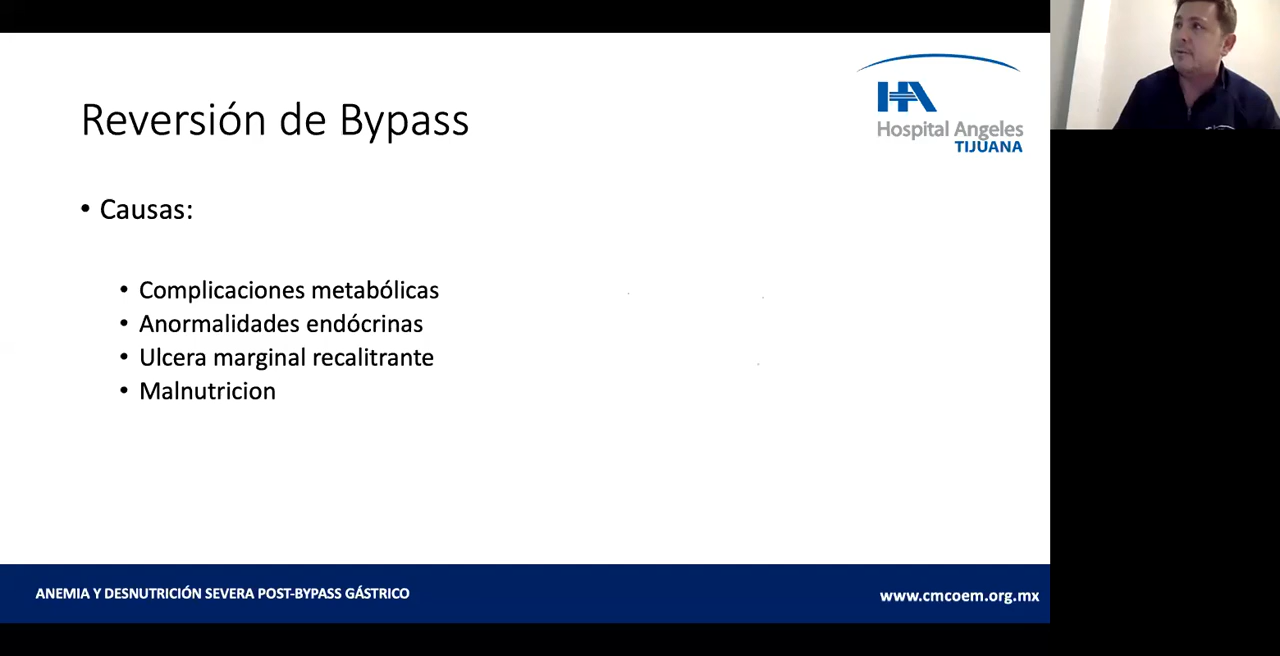 Reversión de Bypass
HA
Hospital Angeles
TIJUANA
• Causas:
• Complicaciones metabólicas
• Anormalidades endócrinas
• Ulcera marginal recalitrante
• Malnutricion
ANEMIA Y DESNUTRICIÓN SEVERA POST-BYPASS GÁSTRICO
www.cmcoem.org.mx